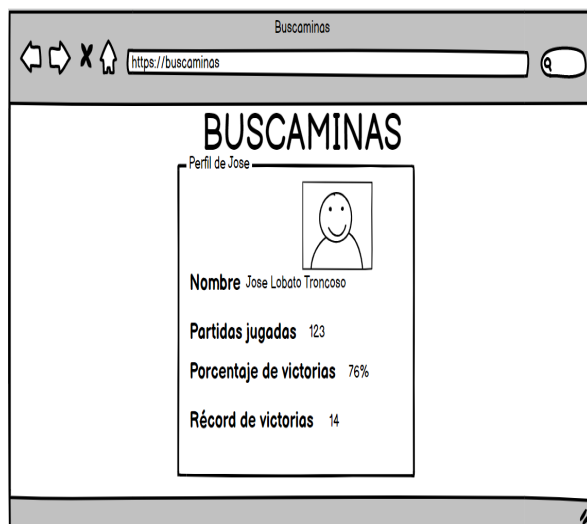 Buscaminas
https://buscaminas
BUSCAMINAS
Perfil de Jose
Nombre Jose Lobato Troncoso
Partidas jugadas 123
Porcentaje de victorias 76%
Récord de victorias 14